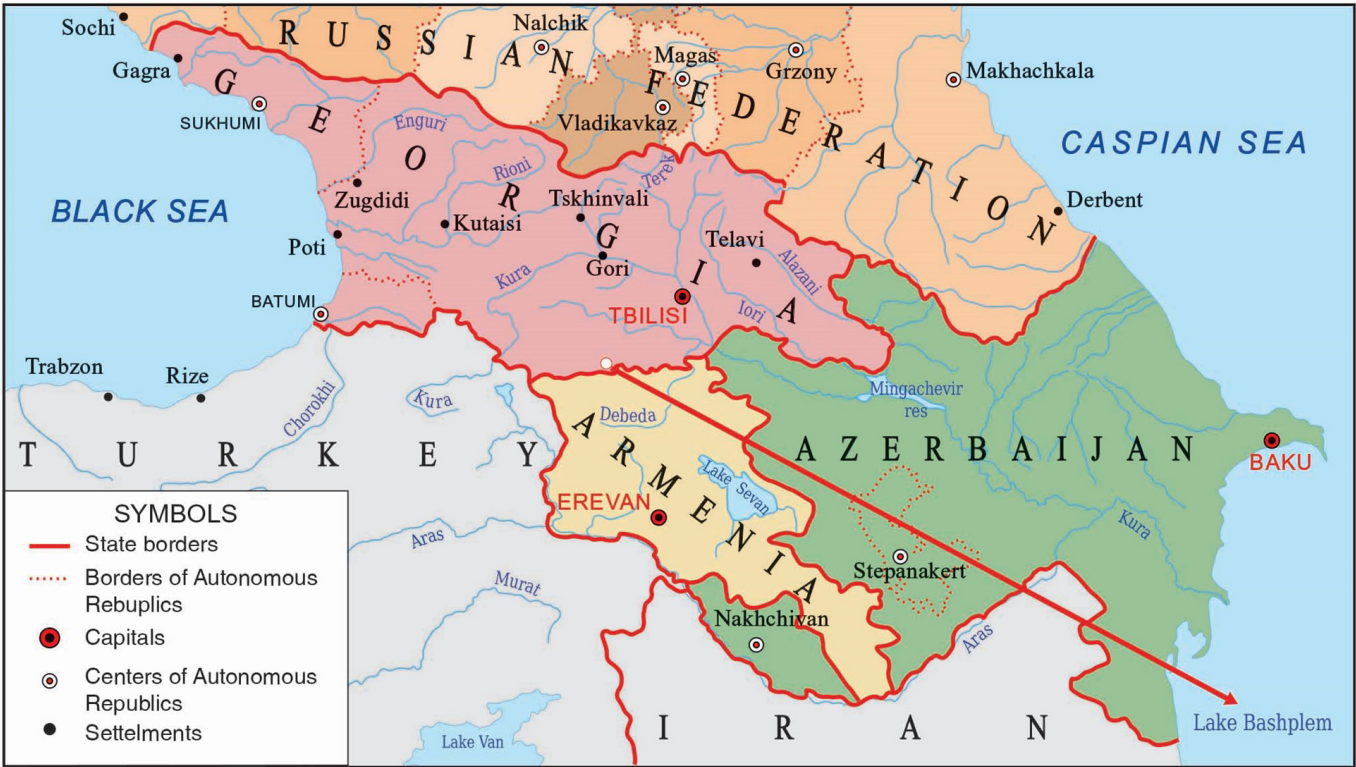 Sochi
RUSSIAN FEDERATION
Nalchik
Magas
Grzony
Makhachkala
Gagra
GEORGIA
SUKHUMI
Enguri
Vladikavkaz
CASPIAN SEA
Rioni
Terek
Zugdidi
Tskhinvali
Derbent
BLACK SEA
Kutaisi
Poti
Telavi
Gori
Alazani
Kura
BATUMI
TBILISI
Iori
Trabzon
Rize
Chorokhi
Kura
Debeda
Mingachevir
res
TURKEY
ARMENIA
AZERBAIJAN
BAKU
Lake Sevan
EREVAN
Kura
Aras
Stepanakert
Murat
Nakhchivan
Aras
IRAN
Lake Van
Lake Bashplem
SYMBOLS
State borders
Borders of Autonomous
Rebuplics
Capitals
Centers of Autonomous
Republics
Settelments